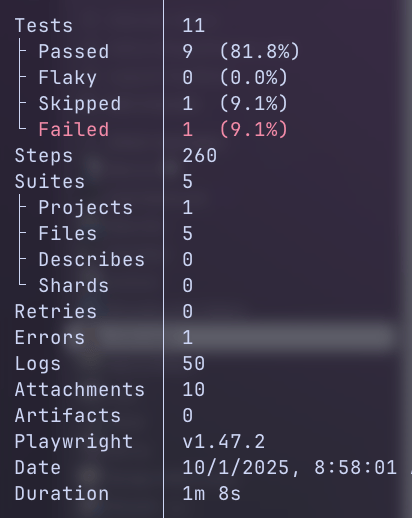 Tests 11
Passed 9 (81.8%)
Flaky 0 (0.0%)
Skipped 1 (9.1%)
Failed 1 (9.1%)
Steps 260
Suites 5
Projects 1
Files 5
Describes 0
Shards 0
Retries 0
Errors 1
Logs 50
Attachments 10
Artifacts 0
Playwright v1.47.2
Date 10/1/2025, 8:58:01
Duration 1m 8s